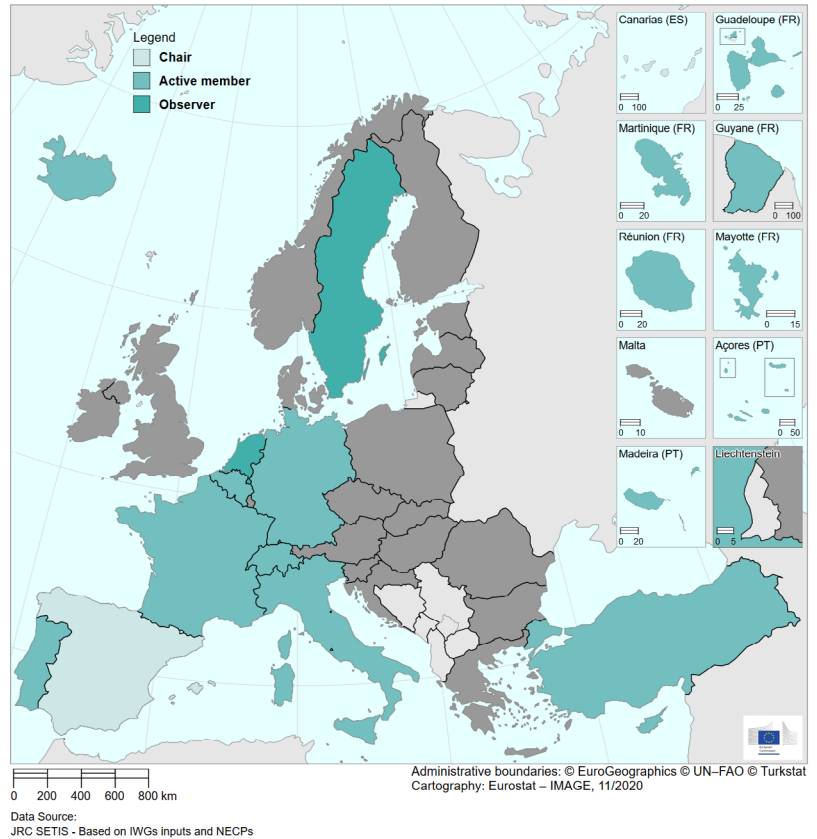 Legend
Chair
Active member
Observer
Canarias (ES)
0 100
Guadeloupe (FR)
0 25
Martinique (FR)
0 20
Guyane (FR)
0 100
Réunion (FR)
0 20
Mayotte (FR)
0 15
Malta
0 10
Açores (PT)
0 50
Madeira (PT)
0 20
Liechtenstein
0 5
European
Commission
0 200 400 600 800 km
Administrative boundaries: © EuroGeographics © UN–FAO © Turkstat
Cartography: Eurostat – IMAGE, 11/2020
Data Source:
JRC SETIS - Based on IWGs inputs and NECPs